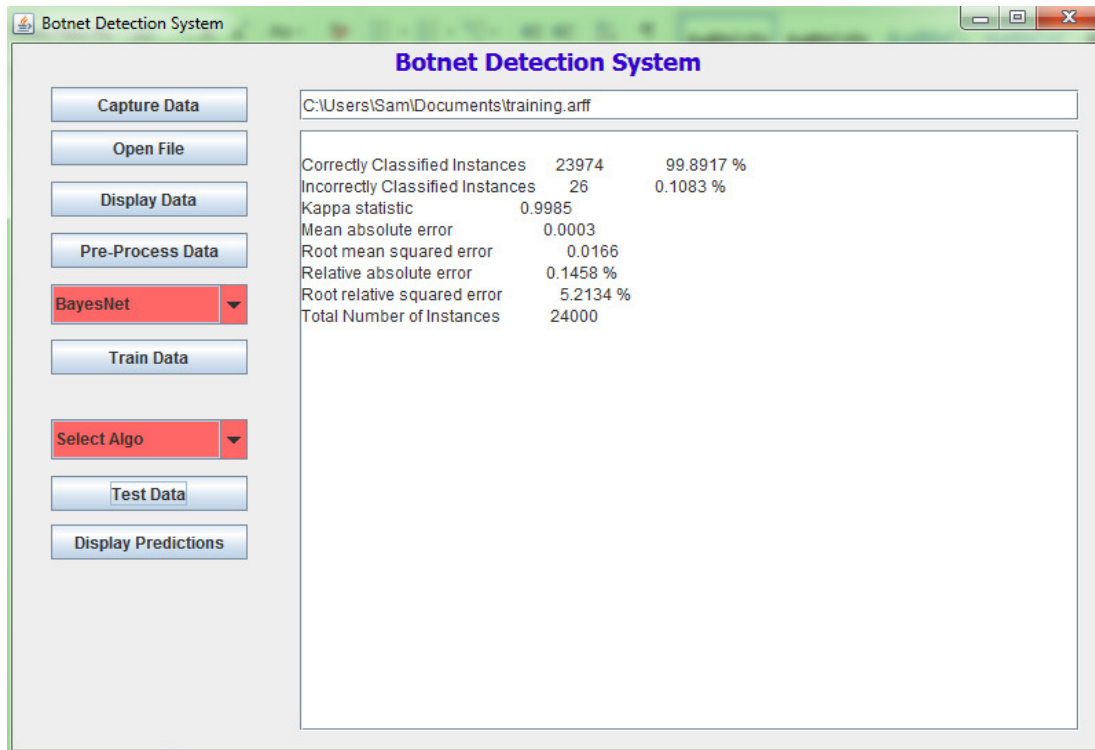 Botnet Detection System
Botnet Detection System
Capture Data
C:\Users\Sam\Documents\training.arff
Open File
Display Data
Pre-Process Data
BayesNet
Train Data
Select Algo
Test Data
Display Predictions
Correctly Classified Instances 23974 99.8917 %
Incorrectly Classified Instances 26 0.1083 %
Kappa statistic 0.9985
Mean absolute error 0.0003
Root mean squared error 0.0166
Relative absolute error 0.1458 %
Root relative squared error 5.2134 %
Total Number of Instances 24000